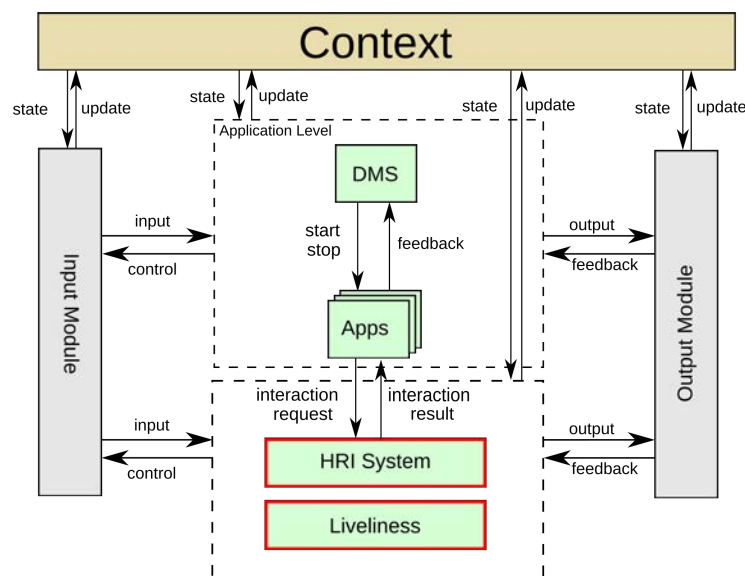 Context
state
update
state
update
state
update
state
update
Application Level
DMS
input
control
start
stop
feedback
output
feedback
Input Module
Output Module
Apps
interaction
request
interaction
result
input
control
output
feedback
HRI System
Liveliness